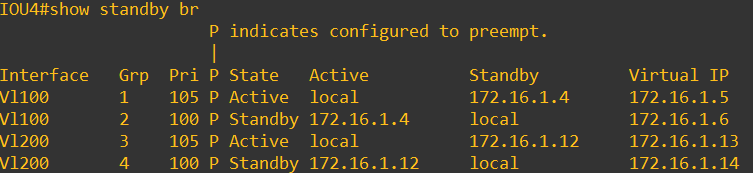 IOU4#show standby br
P indicates configured to preempt.
|
Interface Grp Pri P State Active Standby Virtual IP
Vl100 1 105 P Active local 172.16.1.4 172.16.1.5
Vl100 2 100 P Standby 172.16.1.4 local 172.16.1.6
Vl200 3 105 P Active local 172.16.1.12 172.16.1.13
Vl200 4 100 P Standby 172.16.1.12 local 172.16.1.14